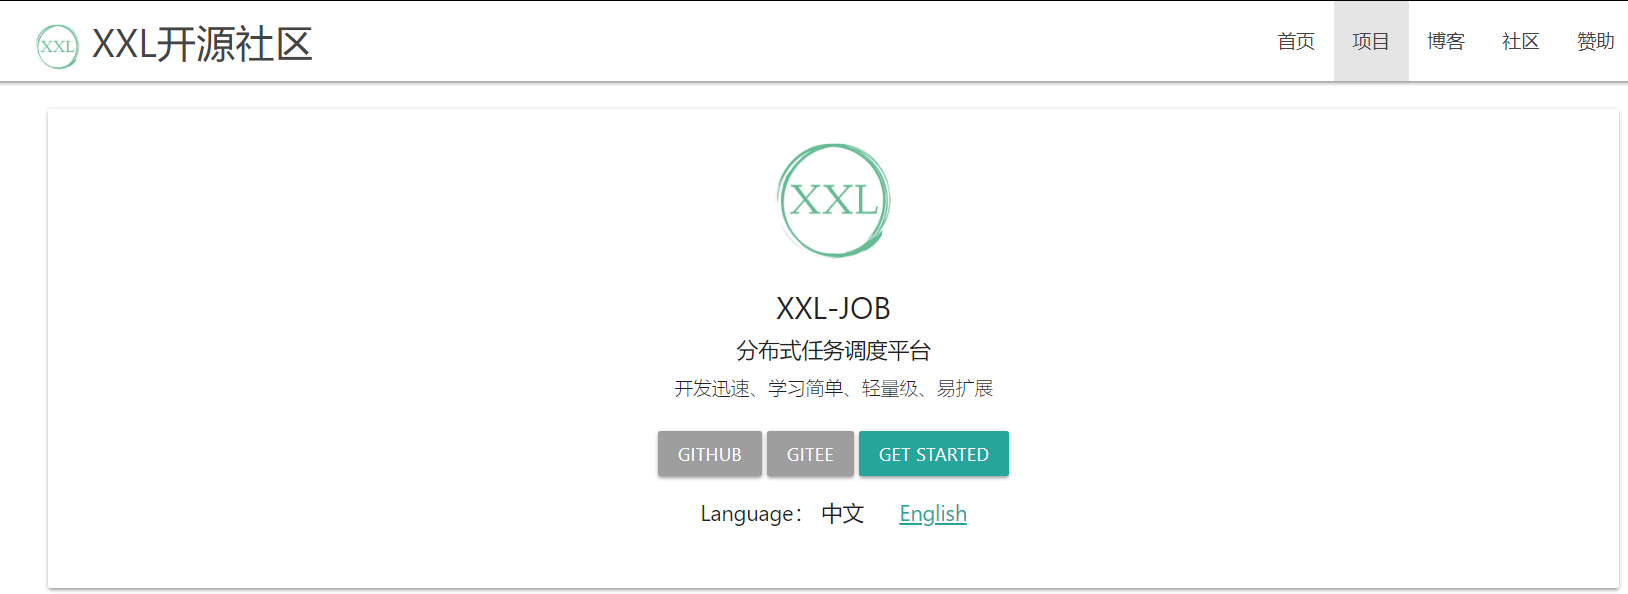 XXL XXL开源社区 首页 项目 博客 社区 赞助
XXL
XXL-JOB
分布式任务调度平台
开发迅速、学习简单、轻量级、易扩展
GITHUB GITEE GET STARTED
Language： 中文 English